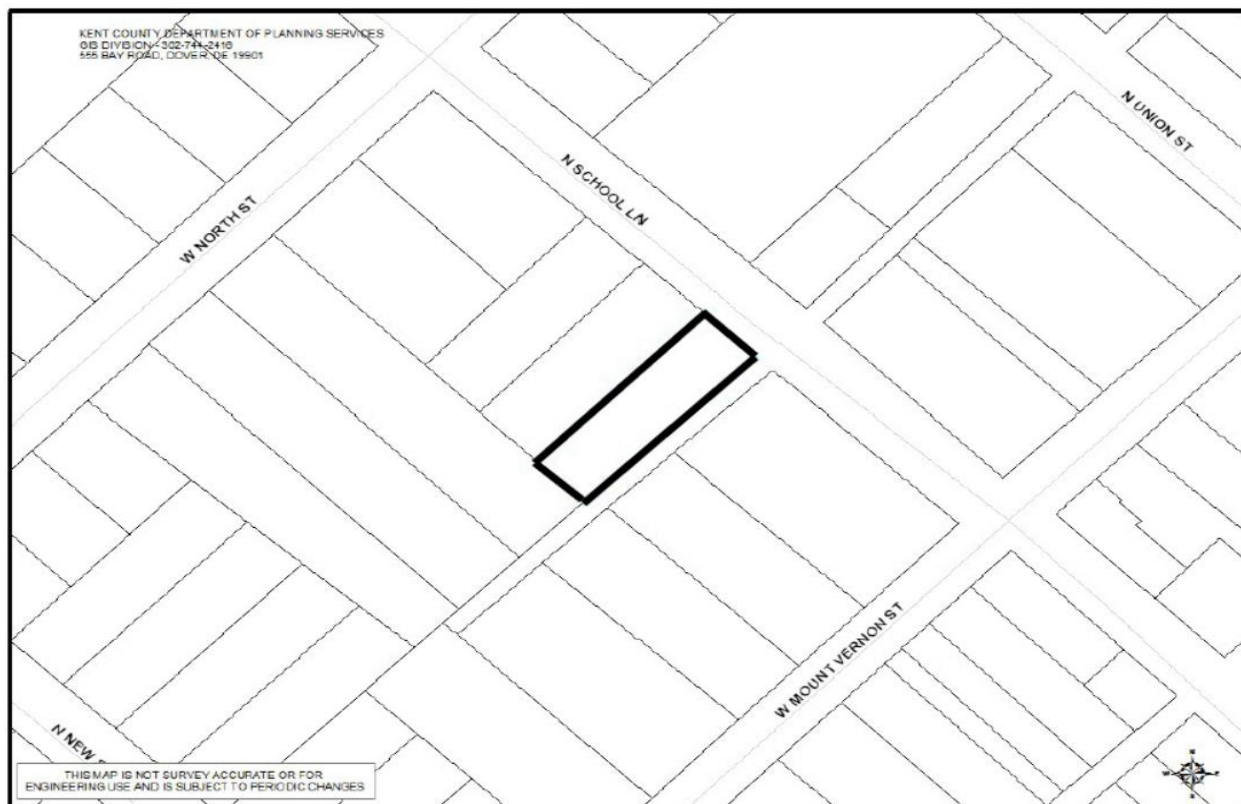 KENT COUNTY DEPARTMENT OF PLANNING SERVICES
GIS DIVISION - 302-744-2416
555 BAY ROAD, DOVER, DE 19901
N UNION ST
N SCHOOL LN
W NORTH ST
W MOUNT VERNON ST
N NEW
THIS MAP IS NOT SURVEY ACCURATE OR FOR
ENGINEERING USE AND IS SUBJECT TO PERIODIC CHANGES